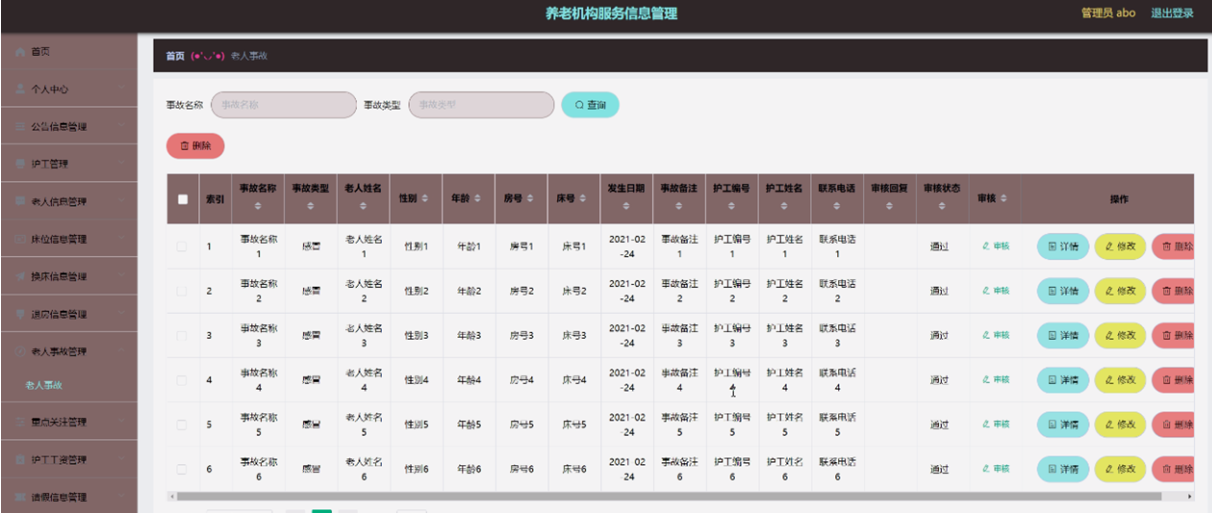 养老机构服务信息管理
管理员 abo 退出登录
首页
个人中心
公告信息管理
护工管理
老人信息管理
床位信息管理
换床信息管理
退房信息管理
老人事故管理
老人事故
重点关注管理
护工工资管理
请假信息管理
首页 (●'◡'●) 老人事故
事故名称 事故名称 事故类型 事故类型 查询
删除
索引 事故名称 事故类型 老人姓名 性别 年龄 房号 床号 发生日期 事故备注 护工编号 护工姓名 联系电话 审核回复 审核状态 审核 操作
1 事故名称1 感冒 老人姓名1 性别1 年龄1 房号1 床号1 2021-02-24 事故备注1 护工编号1 护工姓名1 联系电话1 通过 审核 详情 修改 删除
2 事故名称2 感冒 老人姓名2 性别2 年龄2 房号2 床号2 2021-02-24 事故备注2 护工编号2 护工姓名2 联系电话2 通过 审核 详情 修改 删除
3 事故名称3 感冒 老人姓名3 性别3 年龄3 房号3 床号3 2021-02-24 事故备注3 护工编号3 护工姓名3 联系电话3 通过 审核 详情 修改 删除
4 事故名称4 感冒 老人姓名4 性别4 年龄4 房号4 床号4 2021-02-24 事故备注4 护工编号4 护工姓名4 联系电话4 通过 审核 详情 修改 删除
5 事故名称5 感冒 老人姓名5 性别5 年龄5 房号5 床号5 2021-02-24 事故备注5 护工编号5 护工姓名5 联系电话5 通过 审核 详情 修改 删除
6 事故名称6 感冒 老人姓名6 性别6 年龄6 房号6 床号6 2021-02-24 事故备注6 护工编号6 护工姓名6 联系电话6 通过 审核 详情 修改 删除